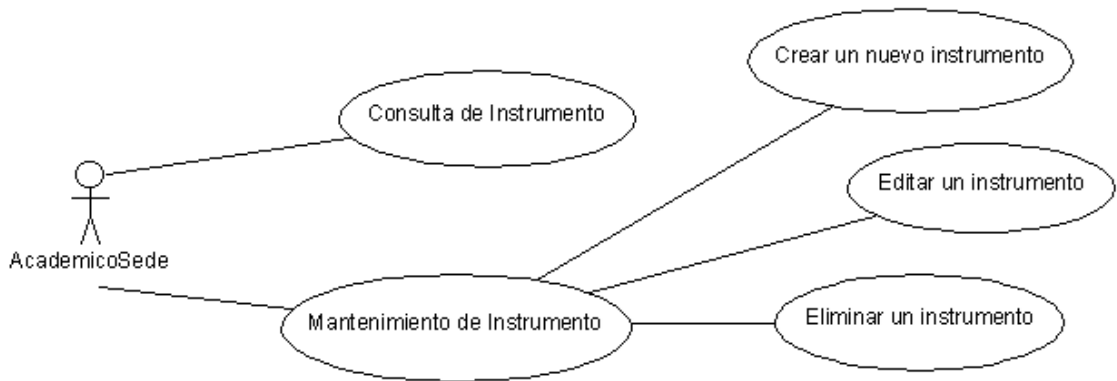 Crear un nuevo instrumento
Consulta de Instrumento
Editar un instrumento
AcademicoSede
Mantenimiento de Instrumento
Eliminar un instrumento